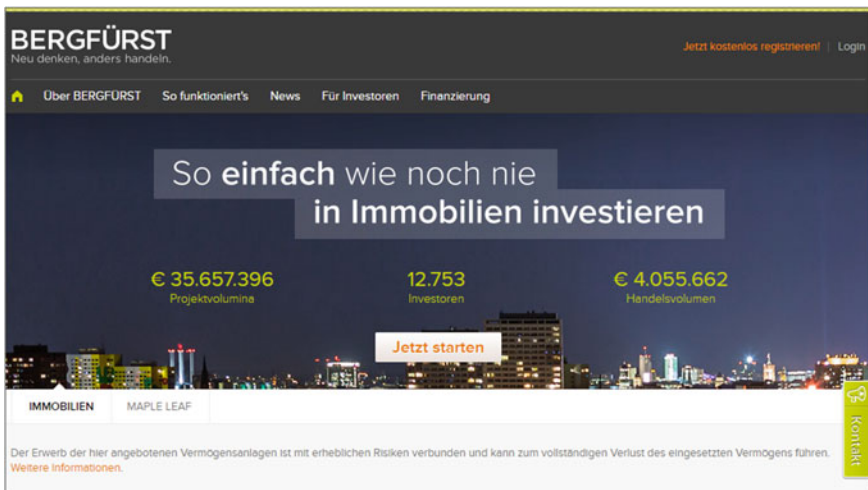 BERGFÜRST
Neu denken, anders handeln.
Jetzt kostenlos registrieren! | Login
Über BERGFÜRST So funktioniert's News Für Investoren Finanzierung
So einfach wie noch nie
in Immobilien investieren
€ 35.657.396 12.753 € 4.055.662
Projektvolumina Investoren Handelsvolumen
Jetzt starten
IMMOBILIEN MAPLE LEAF
Kontakt
Der Erwerb der hier angebotenen Vermögensanlagen ist mit erheblichen Risiken verbunden und kann zum vollständigen Verlust des eingesetzten Vermögens führen.
Weitere Informationen.